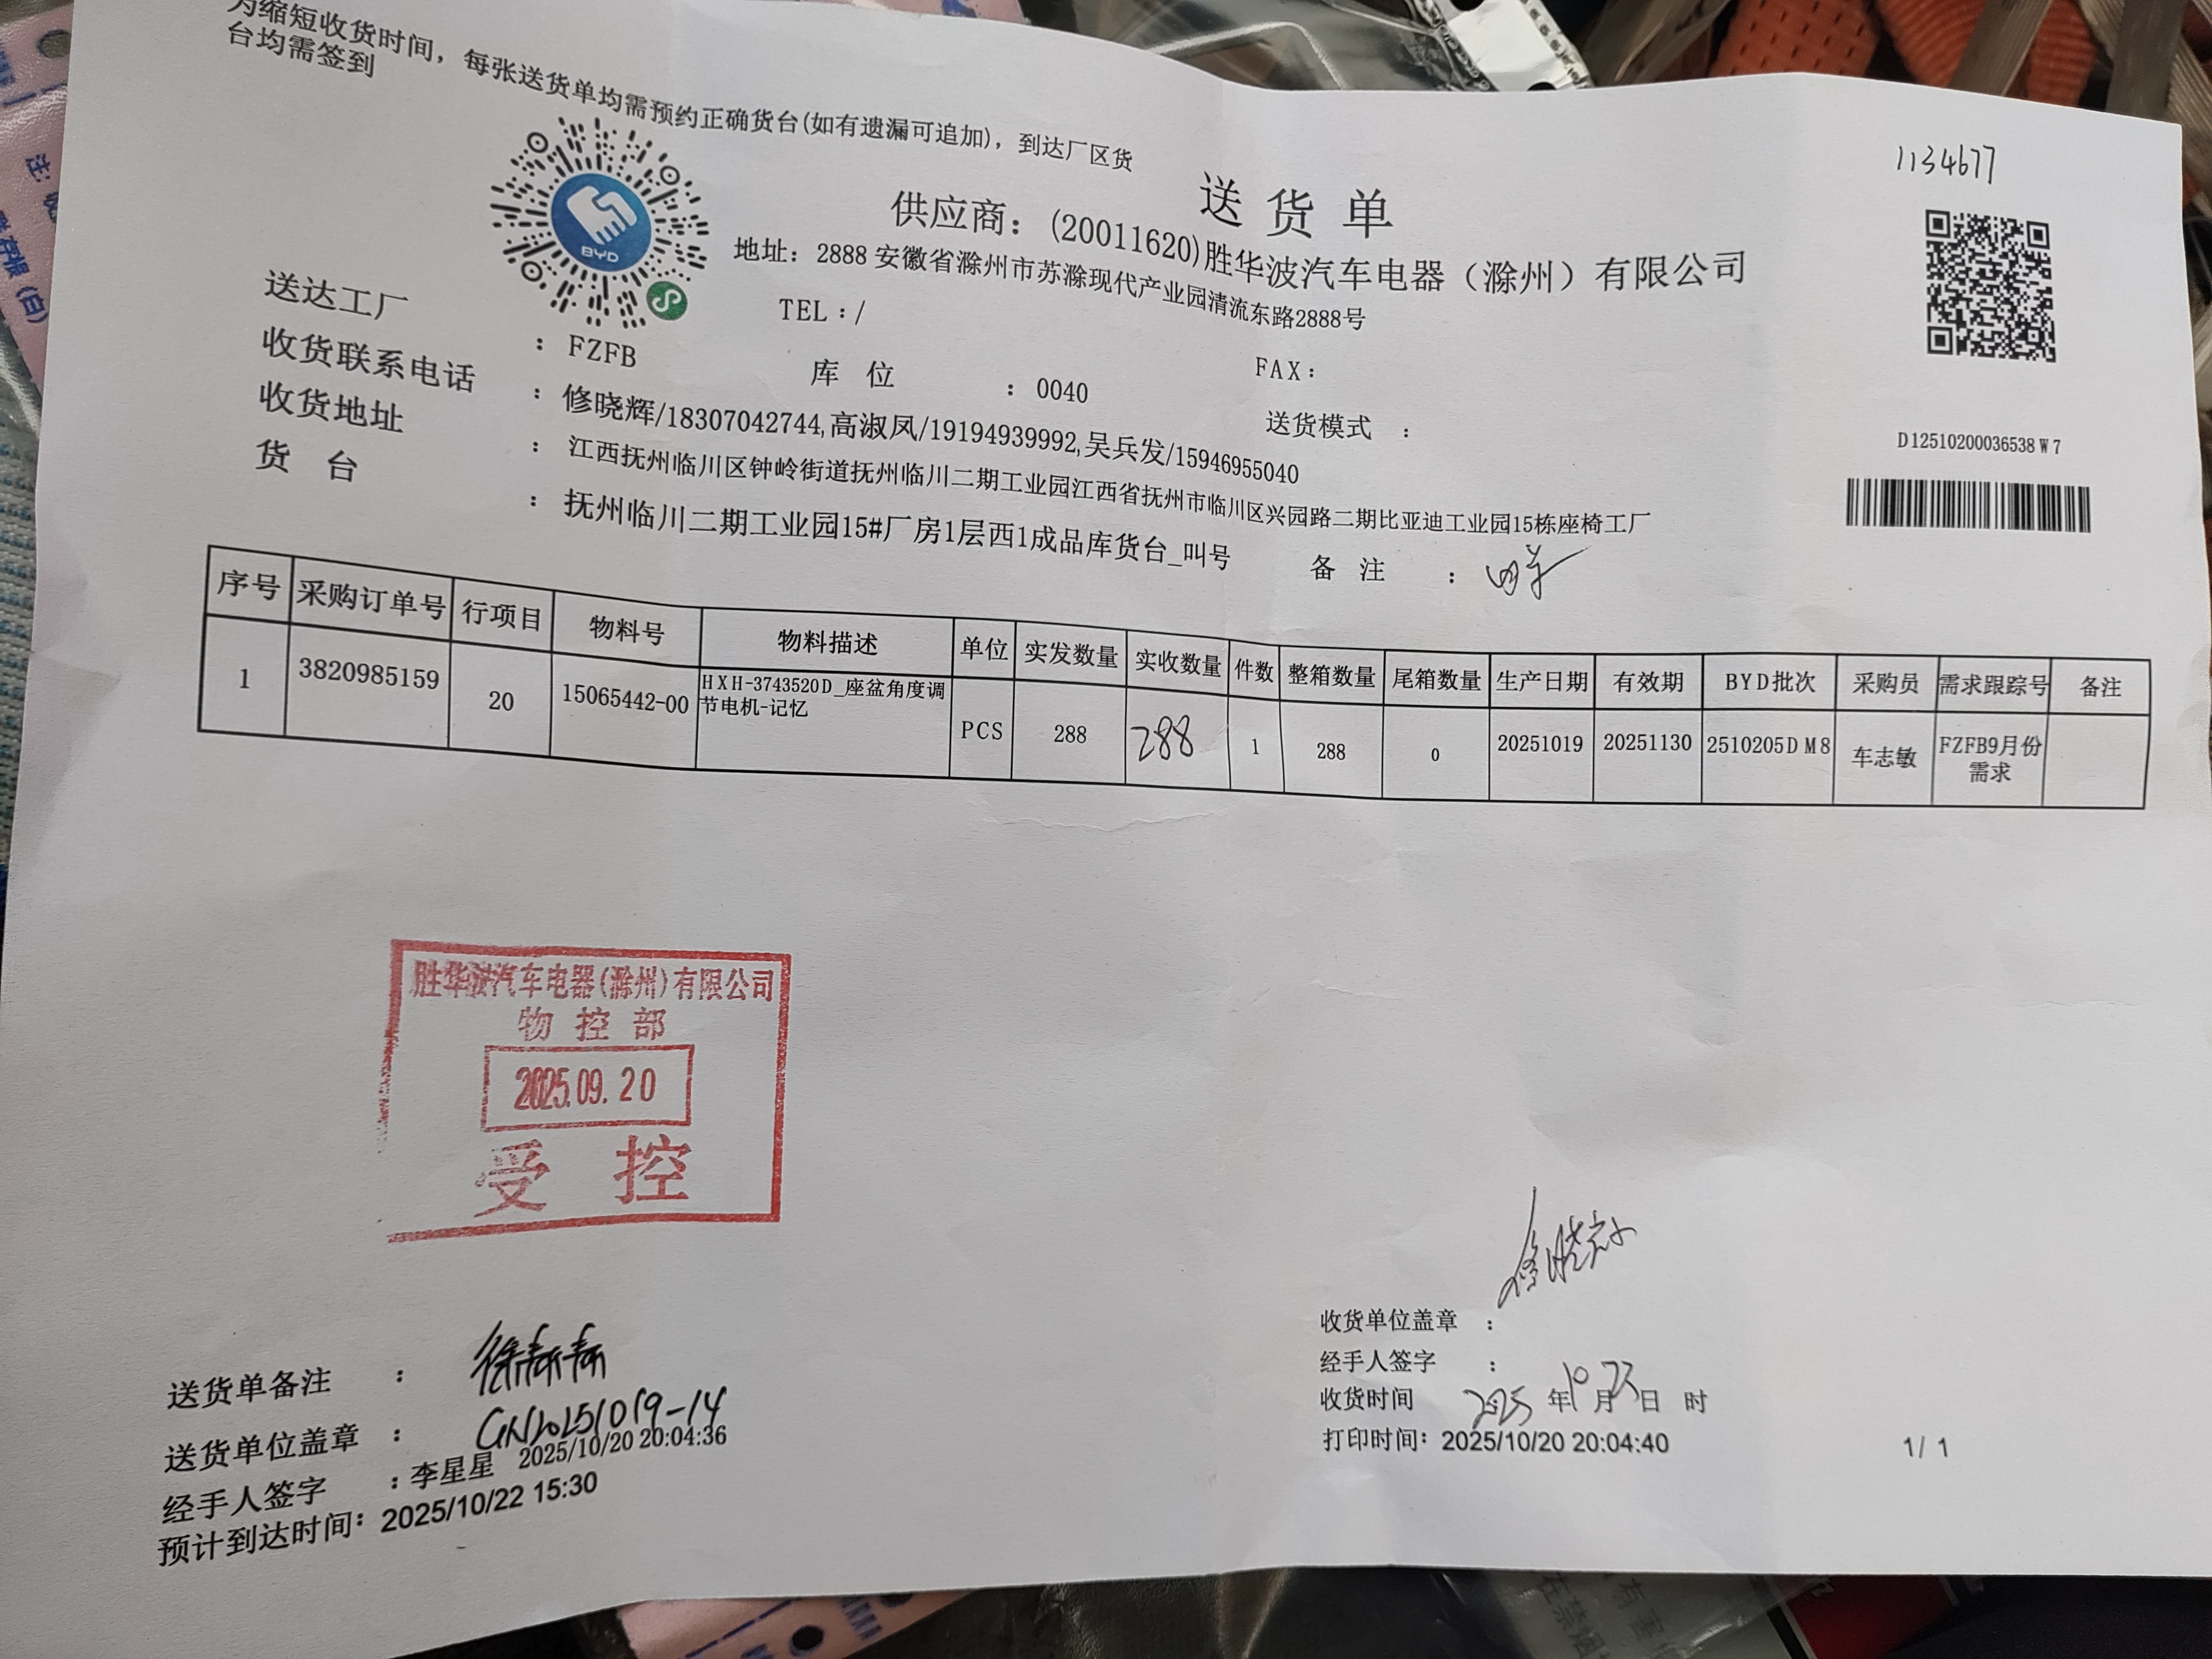 为缩短收货时间，每张送货单均需预约正确货台(如有遗漏可追加)，到达厂区货
台均需签到
1134677
送货单
供应商：(20011620)胜华波汽车电器（滁州）有限公司
地址：2888 安徽省滁州市苏滁现代产业园清流东路2888号
BYD
TEL：/
FAX：
D12510200036538W7
送达工厂：FZFB
库位：0040
送货模式：
收货联系电话：修晓辉/18307042744,高淑凤/19194939992,吴兵发/15946955040
收货地址：江西抚州临川区钟岭街道抚州临川二期工业园江西省抚州市临川区兴园路二期比亚迪工业园15栋座椅工厂
货台：抚州临川二期工业园15#厂房1层西1成品库货台_叫号
备注：
序号 采购订单号 行项目 物料号 物料描述 单位 实发数量 实收数量 件数 整箱数量 尾箱数量 生产日期 有效期 BYD批次 采购员 需求跟踪号 备注
1 3820985159 20 15065442-00 HXH-3743520D_座盆角度调节电机-记忆 PCS 288 288 1 288 0 20251019 20251130 2510205DM8 车志敏 FZFB9月份需求
胜华波汽车电器(滁州)有限公司
物控部
2025.09.20
受控
送货单备注：
送货单位盖章：GN20251019-14
经手人签字：李星星 2025/10/20 20:04:36
预计到达时间：2025/10/22 15:30
收货单位盖章：
经手人签字：
收货时间 2025年10月23日 时
打印时间：2025/10/20 20:04:40
1/1